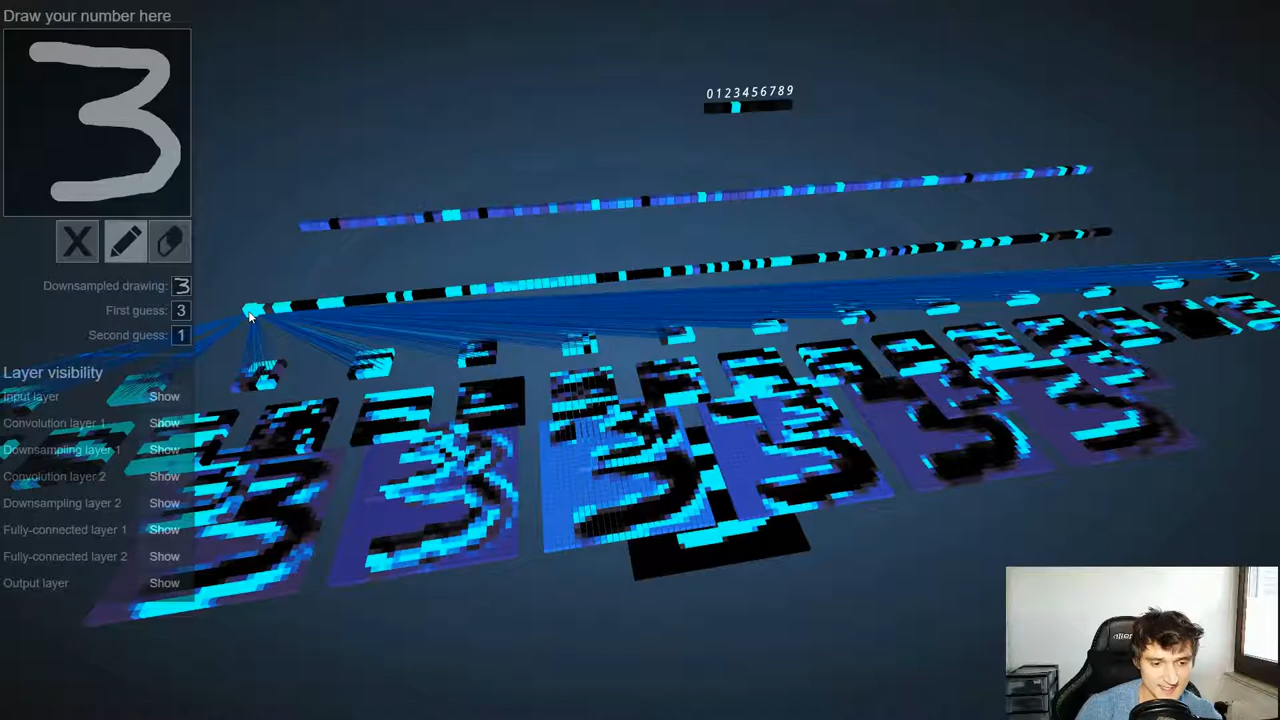 Draw your number here
3
0123456789
Downsampled drawing: 3
First guess: 3
Second guess: 1
Layer visibility
Input layer Show
Convolution layer 1 Show
Downsampling layer 1 Show
Convolution layer 2 Show
Downsampling layer 2 Show
Fully-connected layer 1 Show
Fully-connected layer 2 Show
Output layer Show